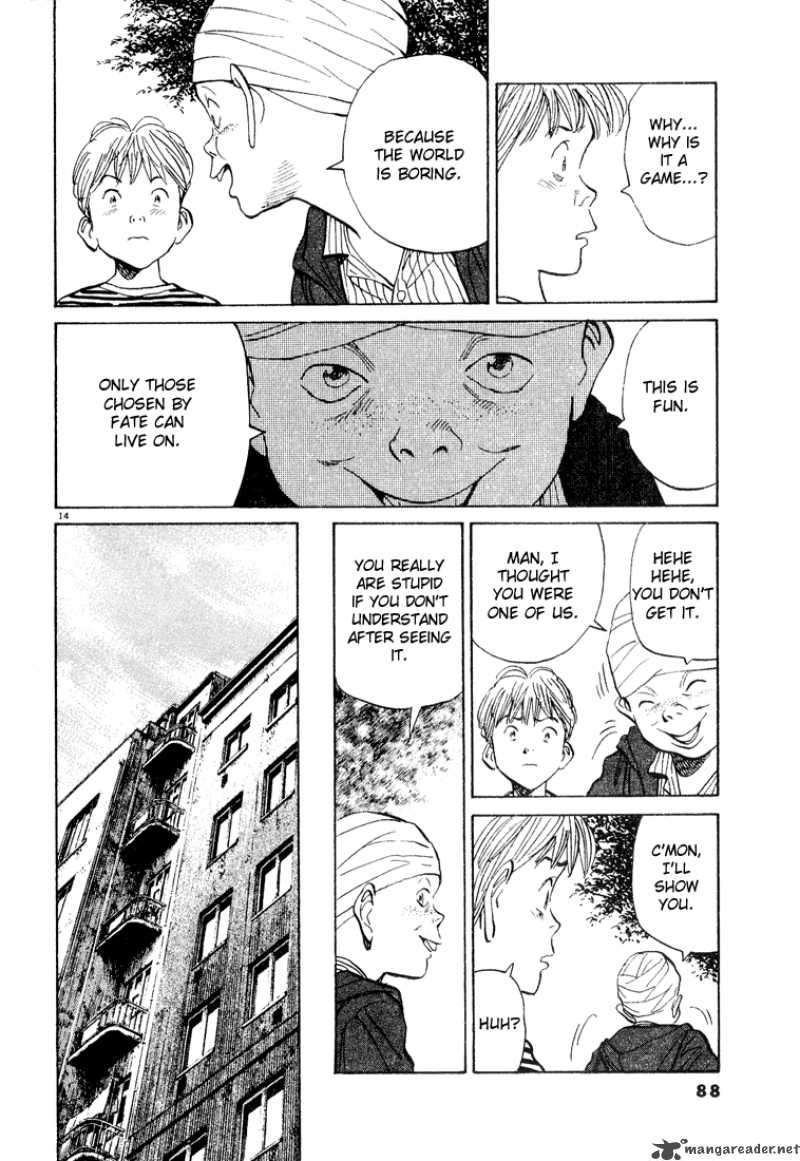 WHY...
WHY IS
IT A
GAME...?
BECAUSE
THE WORLD
IS BORING.
THIS IS
FUN.
ONLY THOSE
CHOSEN BY
FATE CAN
LIVE ON.
14
HEHE
HEHE,
YOU DON'T
GET IT.
MAN, I
THOUGHT
YOU WERE
ONE OF US.
C'MON,
I'LL
SHOW
YOU.
HUH?
YOU REALLY
ARE STUPID
IF YOU DON'T
UNDERSTAND
AFTER SEEING
IT.
88
mangareader.net